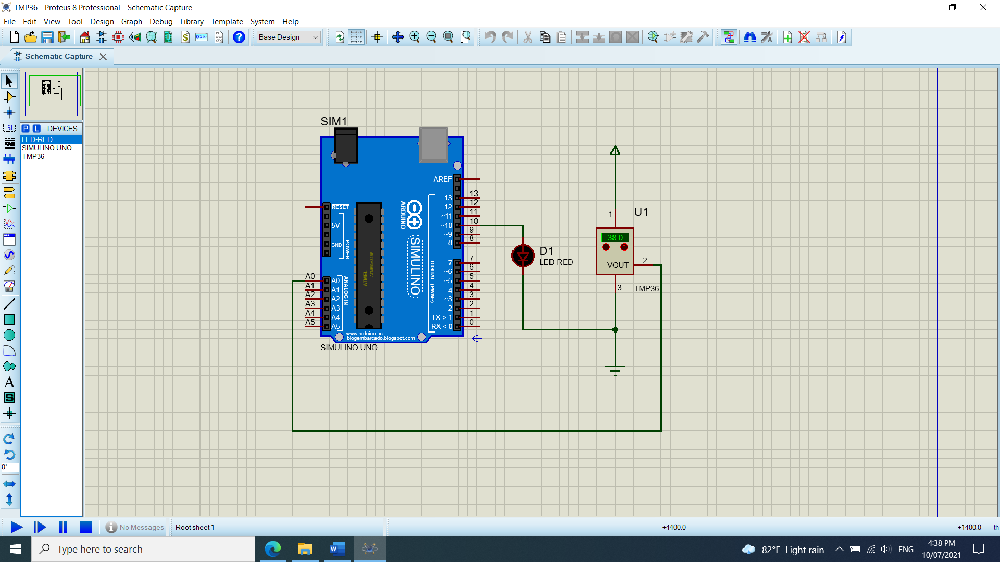 TMP36 - Proteus 8 Professional - Schematic Capture
File Edit View Tool Design Graph Debug Library Template System Help
Base Design
Schematic Capture
P L DEVICES
LED-RED
SIMULINO UNO
TMP36
LBL
A
S
0°
SIM1
AREF
13
12
~11
~10
~9
8
13
12
11
10
9
8
RESET
5V
GND
POWER
ARDUINO
SIMULINO
ATMEL
ATMEGA328P
DIGITAL (PWM~)
7
~6
~5
4
~3
2
TX > 1
RX < 0
7
6
5
4
3
2
1
0
A0
A1
A2
A3
A4
A5
A0
A1
A2
A3
A4
A5
ANALOG IN
www.arduino.cc
blogembarcado.blogspot.com
SIMULINO UNO
D1
LED-RED
U1
1
38.0
VOUT
2
3
TMP36
No Messages
Root sheet 1
+4400.0
+1400.0
th
Type here to search
82°F Light rain
ENG
4:38 PM
10/07/2021